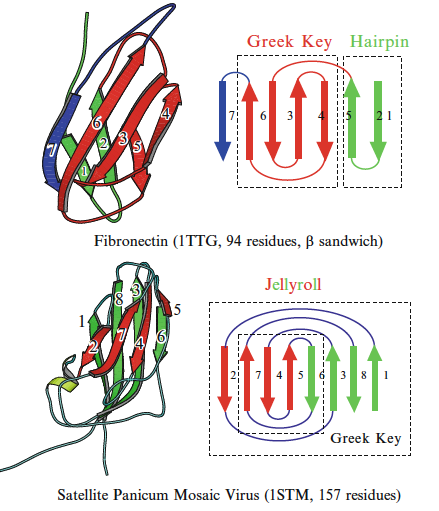 Greek Key Hairpin
7 6 3 4 5 2 1
6
2
3
4
5
1
7
Fibronectin (1TTG, 94 residues, β sandwich)
Jellyroll
2 7 4 5 6 3 8 1
Greek Key
8
3
5
1
2
7
4
6
Satellite Panicum Mosaic Virus (1STM, 157 residues)